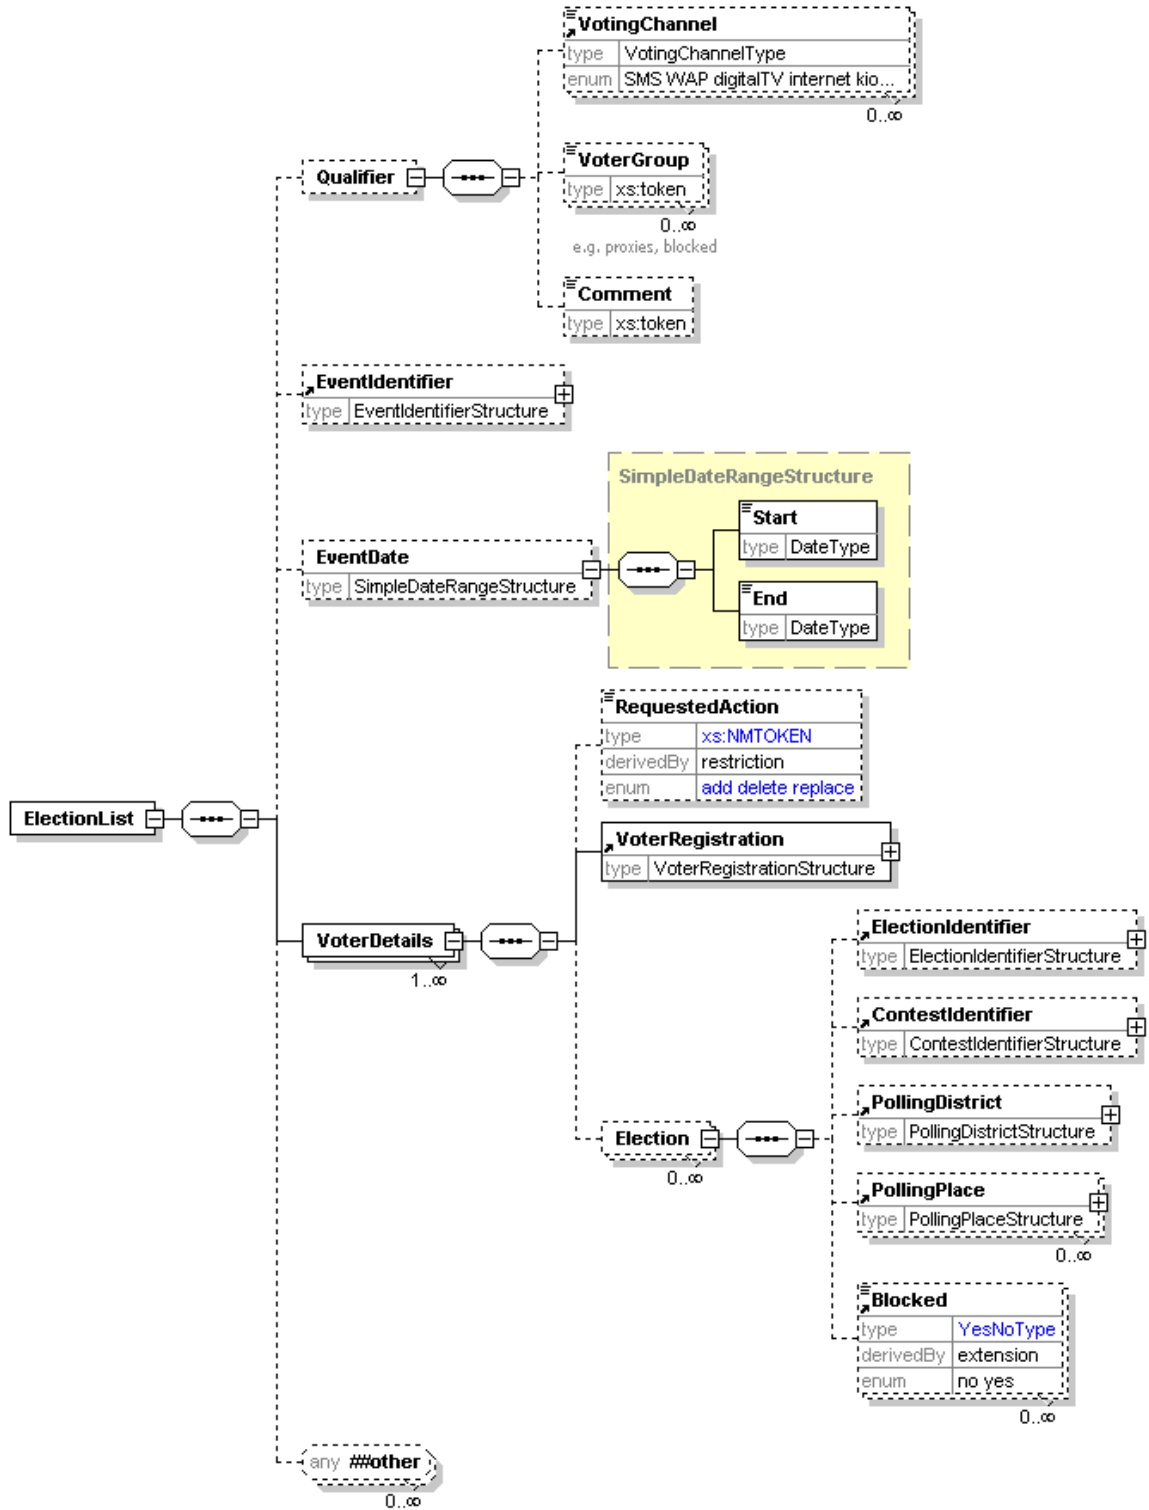 VotingChannel
type VotingChannelType
enum SMS WAP digitalTV internet kio...
0..∞
VoterGroup
type xs:token
0..∞
e.g. proxies, blocked
Qualifier
Comment
type xs:token
EventIdentifier
type EventIdentifierStructure
SimpleDateRangeStructure
Start
type DateType
EventDate
type SimpleDateRangeStructure
End
type DateType
RequestedAction
type xs:NMTOKEN
derivedBy restriction
enum add delete replace
ElectionList
VoterRegistration
type VoterRegistrationStructure
VoterDetails
1..∞
ElectionIdentifier
type ElectionIdentifierStructure
ContestIdentifier
type ContestIdentifierStructure
PollingDistrict
type PollingDistrictStructure
Election
0..∞
PollingPlace
type PollingPlaceStructure
0..∞
Blocked
type YesNoType
derivedBy extension
enum no yes
0..∞
any ##other
0..∞